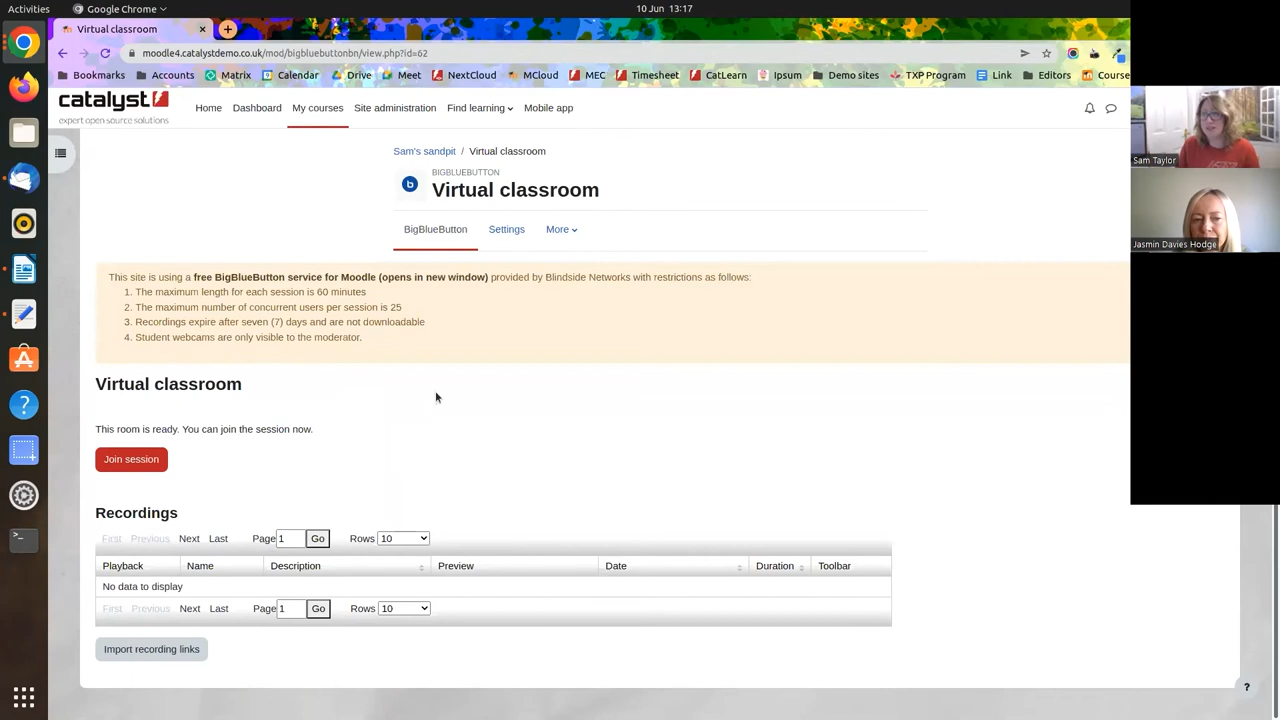 Activities
Google Chrome
10 Jun 13:17
Virtual classroom
moodle4.catalystdemo.co.uk/mod/bigbluebuttonbn/view.php?id=62
Bookmarks Accounts Matrix Calendar Drive Meet NextCloud MCloud MEC Timesheet CatLearn Ipsum Demo sites TXP Program Link Editors Course
catalyst
expert open source solutions
Home Dashboard My courses Site administration Find learning Mobile app
Sam's sandpit / Virtual classroom
BIGBLUEBUTTON
Virtual classroom
BigBlueButton Settings More
This site is using a free BigBlueButton service for Moodle (opens in new window) provided by Blindside Networks with restrictions as follows:
1. The maximum length for each session is 60 minutes
2. The maximum number of concurrent users per session is 25
3. Recordings expire after seven (7) days and are not downloadable
4. Student webcams are only visible to the moderator.
Virtual classroom
This room is ready. You can join the session now.
Join session
Recordings
First Previous Next Last Page 1 Go Rows 10
Playback Name Description Preview Date Duration Toolbar
No data to display
First Previous Next Last Page 1 Go Rows 10
Import recording links
Sam Taylor
Jasmin Davies Hodge